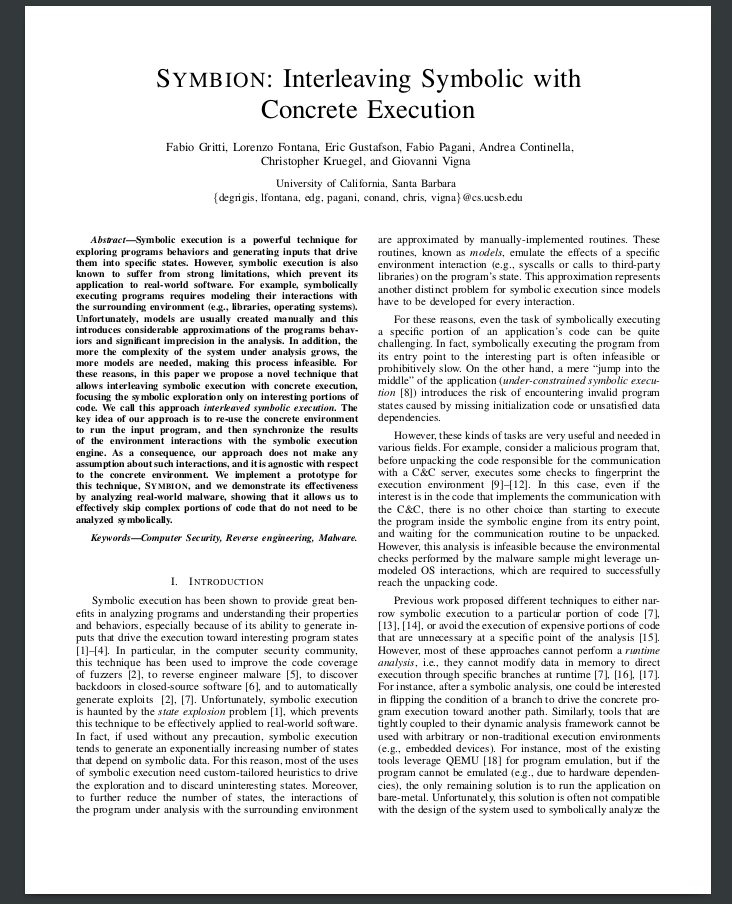 SYMBION: Interleaving Symbolic with
Concrete Execution
Fabio Gritti, Lorenzo Fontana, Eric Gustafson, Fabio Pagani, Andrea Continella,
Christopher Kruegel, and Giovanni Vigna
University of California, Santa Barbara
{degrigis, lfontana, edg, pagani, conand, chris, vigna}@cs.ucsb.edu
Abstract—Symbolic execution is a powerful technique for
exploring programs behaviors and generating inputs that drive
them into specific states. However, symbolic execution is also
known to suffer from strong limitations, which prevent its
application to real-world software. For example, symbolically
executing programs requires modeling their interactions with
the surrounding environment (e.g., libraries, operating systems).
Unfortunately, models are usually created manually and this
introduces considerable approximations of the programs behav-
iors and significant imprecision in the analysis. In addition, the
more the complexity of the system under analysis grows, the
more models are needed, making this process infeasible. For
these reasons, in this paper we propose a novel technique that
allows interleaving symbolic execution with concrete execution,
focusing the symbolic exploration only on interesting portions of
code. We call this approach interleaved symbolic execution. The
key idea of our approach is to re-use the concrete environment
to run the input program, and then synchronize the results
of the environment interactions with the symbolic execution
engine. As a consequence, our approach does not make any
assumption about such interactions, and it is agnostic with respect
to the concrete environment. We implement a prototype for
this technique, SYMBION, and we demonstrate its effectiveness
by analyzing real-world malware, showing that it allows us to
effectively skip complex portions of code that do not need to be
analyzed symbolically.
Keywords—Computer Security, Reverse engineering, Malware.
I. INTRODUCTION
Symbolic execution has been shown to provide great ben-
efits in analyzing programs and understanding their properties
and behaviors, especially because of its ability to generate in-
puts that drive the execution toward interesting program states
[1]–[4]. In particular, in the computer security community,
this technique has been used to improve the code coverage
of fuzzers [2], to reverse engineer malware [5], to discover
backdoors in closed-source software [6], and to automatically
generate exploits [2], [7]. Unfortunately, symbolic execution
is haunted by the state explosion problem [1], which prevents
this technique to be effectively applied to real-world software.
In fact, if used without any precaution, symbolic execution
tends to generate an exponentially increasing number of states
that depend on symbolic data. For this reason, most of the uses
of symbolic execution need custom-tailored heuristics to drive
the exploration and to discard uninteresting states. Moreover,
to further reduce the number of states, the interactions of
the program under analysis with the surrounding environment
are approximated by manually-implemented routines. These
routines, known as models, emulate the effects of a specific
environment interaction (e.g., syscalls or calls to third-party
libraries) on the program's state. This approximation represents
another distinct problem for symbolic execution since models
have to be developed for every interaction.
For these reasons, even the task of symbolically executing
a specific portion of an application's code can be quite
challenging. In fact, symbolically executing the program from
its entry point to the interesting part is often infeasible or
prohibitively slow. On the other hand, a mere “jump into the
middle” of the application (under-constrained symbolic execu-
tion [8]) introduces the risk of encountering invalid program
states caused by missing initialization code or unsatisfied data
dependencies.
However, these kinds of tasks are very useful and needed in
various fields. For example, consider a malicious program that,
before unpacking the code responsible for the communication
with a C&C server, executes some checks to fingerprint the
execution environment [9]–[12]. In this case, even if the
interest is in the code that implements the communication with
the C&C, there is no other choice than starting to execute
the program inside the symbolic engine from its entry point,
and waiting for the communication routine to be unpacked.
However, this analysis is infeasible because the environmental
checks performed by the malware sample might leverage un-
modeled OS interactions, which are required to successfully
reach the unpacking code.
Previous work proposed different techniques to either nar-
row symbolic execution to a particular portion of code [7],
[13], [14], or avoid the execution of expensive portions of code
that are unnecessary at a specific point of the analysis [15].
However, most of these approaches cannot perform a runtime
analysis, i.e., they cannot modify data in memory to direct
execution through specific branches at runtime [7], [16], [17].
For instance, after a symbolic analysis, one could be interested
in flipping the condition of a branch to drive the concrete pro-
gram execution toward another path. Similarly, tools that are
tightly coupled to their dynamic analysis framework cannot be
used with arbitrary or non-traditional execution environments
(e.g., embedded devices). For instance, most of the existing
tools leverage QEMU [18] for program emulation, but if the
program cannot be emulated (e.g., due to hardware dependen-
cies), the only remaining solution is to run the application on
bare-metal. Unfortunately, this solution is often not compatible
with the design of the system used to symbolically analyze the